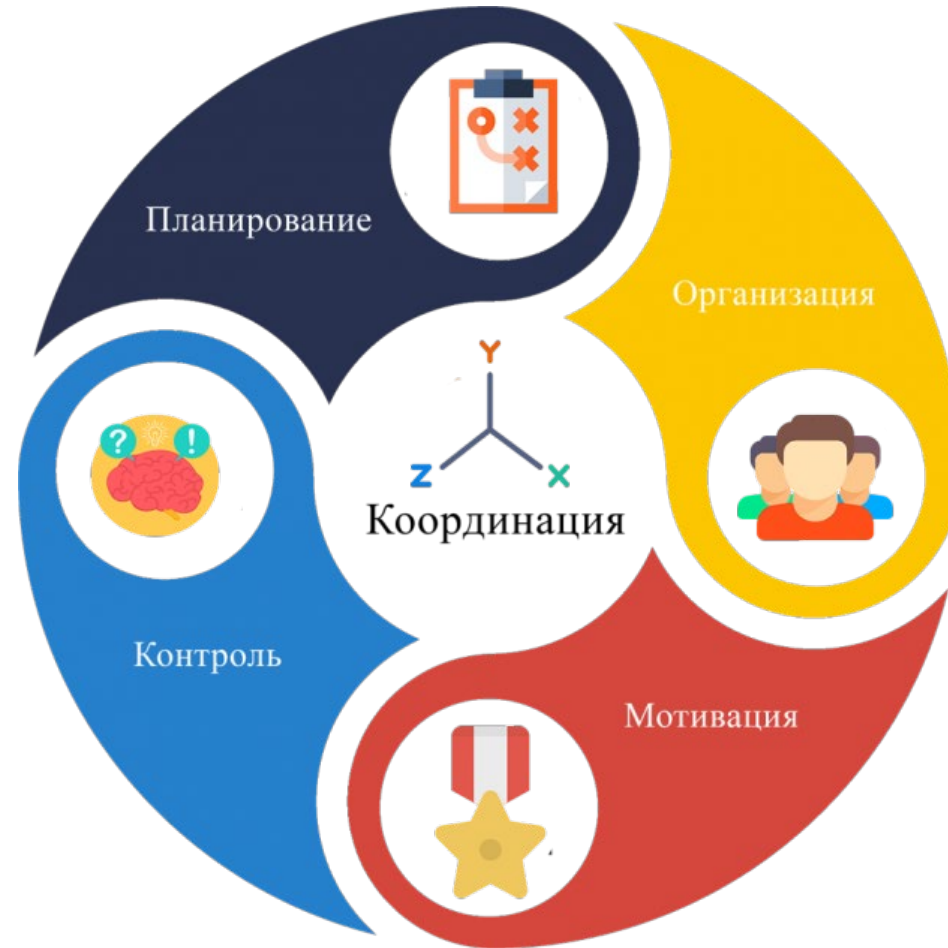 Планирование
Организация
? !
Y
Z X
Координация
Контроль
Мотивация